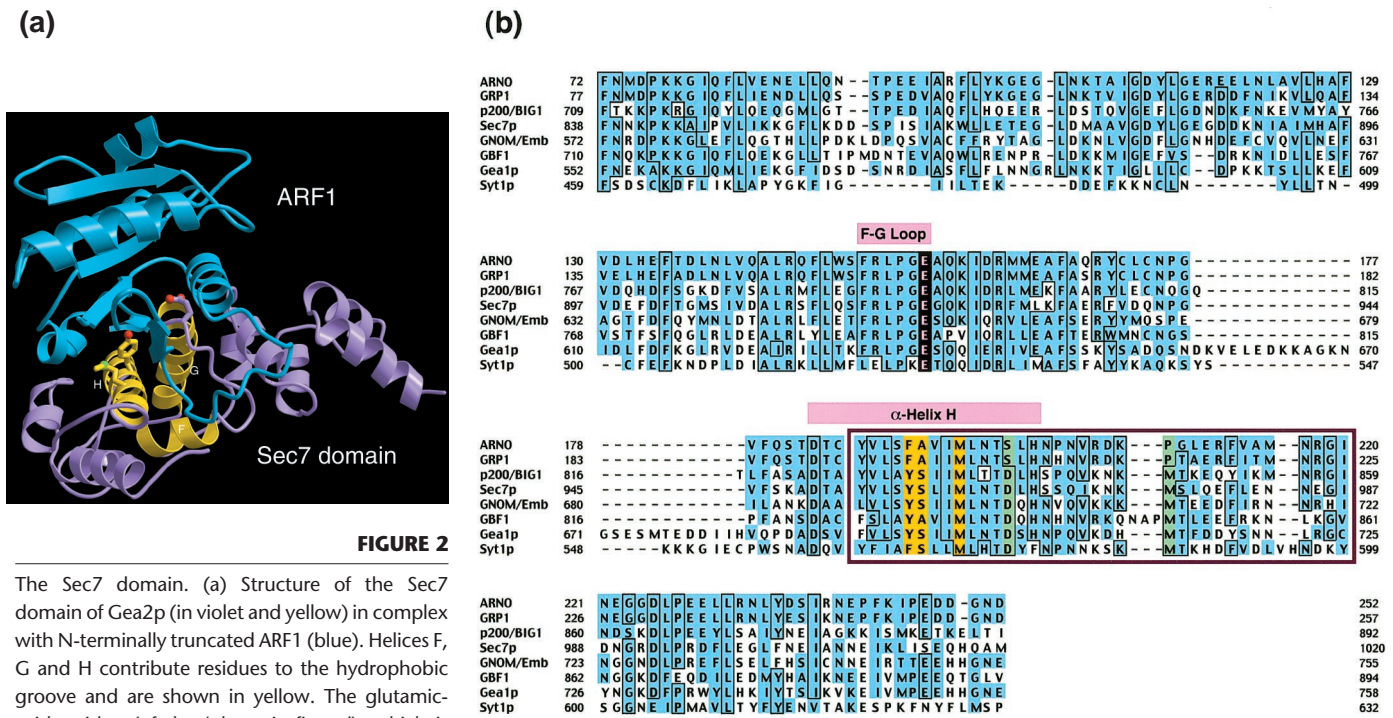 (a)
ARF1
H
G
F
Sec7 domain
FIGURE 2
The Sec7 domain. (a) Structure of the Sec7
domain of Gea2p (in violet and yellow) in complex
with N-terminally truncated ARF1 (blue). Helices F,
G and H contribute residues to the hydrophobic
groove and are shown in yellow. The glutamic-
(b)
ARNO 72 FNMDPKKGIQFLVENELLQN--TPEEIARFLYKGEG-LNKTAIGDYLGEREELNLAVLHAF 129
GRP1 77 FNMDPKKGIQFLIENDLLQS--SPEDVAQFLYKGEG-LNKTVIGDYLGERDDFNIKVLQAF 134
p200/BIG1 709 FTKKPKRGIQYLQEQGMLGT--TPEDIAQFLHQEER-LDSTQVGEFLGDNDKFNKEVMYAY 766
Sec7p 838 FNNKPKKAIPVLIKKGFLKDD-SPISIAKWLLETEG-LDMAAVGDYLGEGDDKNIAIMHAF 896
GNOM/Emb 572 FNRDPKKGLEFLQGTHLLPDKLDPQSVACFFRYTAG-LDKNLVGDFLGNHDEFCVQVLNEF 631
GBF1 710 FNQKPKKGIQFLQEKGLLTIPMDNTEVAQWLRENPR-LDKKMIGEFVS--DRKNIDLLESF 767
Gea1p 552 FNEKAKKGIQMLIEKGFIDSD-SNRDIASFLFLNNGRLNKKTIGLLLC--DPKKTSLLKEF 609
Syt1p 459 FSDSCKDFLIKLAPYGKFIG------IILTEK---DDEFKKNCLN------YLLTN- 499
F-G Loop
ARNO 130 VDLHEFTDLNLVQALRQFLWSFRLPGEAQKIDRMMEAFAQRYCLCNPG 177
GRP1 135 VELHEFADLNLVQALRQFLWSFRLPGEAQKIDRMMEAFASRYCLCNPG 182
p200/BIG1 767 VDQHDFSGKDFVSALRMFLEGFRLPGEAQKIDRLMEKFAARYLECNQGQ 815
Sec7p 897 VDEFDFTGMSIVDALRSFLQSFRLPGEGQKIDRFMLKFAERFVDQNPG 944
GNOM/Emb 632 AGTFDFQYMNLDTALRLFLETFRLPGESQKIQRVLEAFSERYYMQSPE 679
GBF1 768 VSTFSFQGLRLDEALRLYLEAFRLPGEAPVIQRLLEAFTERWMNCNGS 815
Gea1p 610 IDLFDFKGLRVDEAIRILLTKFRLPGESQQIERIVEAFSSKYSADQSNDKVELEDKKAGKN 670
Syt1p 500 --CFEFKNDPLDIALRKLLMFLELPKETQQIDRLIMAFSFAYYKAQKSYS 547
α-Helix H
ARNO 178 VFQSTDTCYVLSFAVIMLNTSLHNPNVRDK---PGLERFVAM--NRGI 220
GRP1 183 VFQSTDTCYVLSFAIIMLNTSLHNHNVRDK---PTAERFITM--NRGI 225
p200/BIG1 816 TLFASADTAYVLAYSIIMLTTDLHSPQVKNK---MTKEQYIKM--NRGI 859
Sec7p 945 VFSKADTAYVLSYSLIMLNTDLHSSQIKNK---MSLQEFLEN--NEGI 987
GNOM/Emb 680 ILANKDAALVLSYSIIMLNTDQHNVQVKKK---MTEEDFIRN--NRHI 722
GBF1 816 PFANSDACFSLAYAVIMLNTDQHNHNVRKQNAPMTLEEFRKN--LKGV 861
Gea1p 671 GSESMTEDDIIHVQPDADSVFVLSYSIIMLNTDSHNPQVKDH---MTFDDYSNN--LRGC 725
Syt1p 548 KKKGIECPWSNADQVYFIAFSLLMLHTDYFNPNNKSK---MTKHDFVDLVHNDKY 599
ARNO 221 NEGGDLPEELLRNLYDSIRNEPFKIPEDD-GND 252
GRP1 226 NEGGDLPEELLRNLYESIKNEPFKIPEDD-GND 257
p200/BIG1 860 NDSKDLPEEYLSAIYNEIAGKKISMKETKELTI 892
Sec7p 988 DNGRDLPRDFLEGLFNEIANNEIKLISEQHQAM 1020
GNOM/Emb 723 NGGNDLPREFLSELFHSICNNEIRTTEEHHGNE 755
GBF1 862 NGGKDFEQDILEDMYHAIKNEEIVMPEEQTGLV 894
Gea1p 726 YNGKDFPRWYLHKIYTSIKVKEIVMPEEHHGNE 758
Syt1p 600 SGGNEIPMAVLTYFYENVTAKESPKFNYFLMSP 632